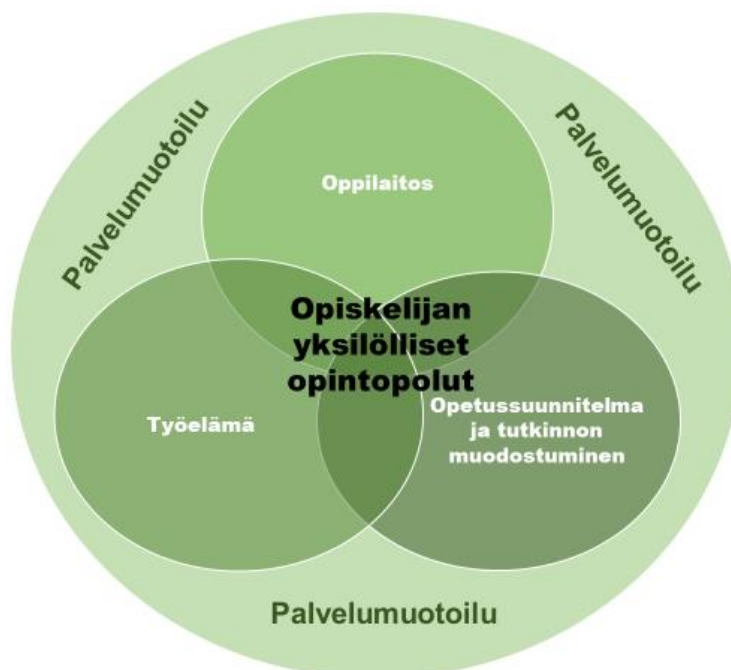 Palvelumuotoilu
Palvelumuotoilu
Oppilaitos
Opiskelijan
yksilölliset
opintopolut
Työelämä
Opetussuunnitelma
ja tutkinnon
muodostuminen
Palvelumuotoilu